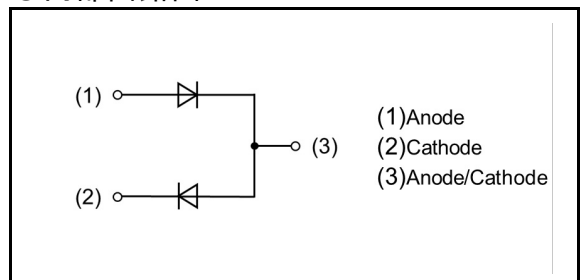 (1)
(1)Anode
(3)
(2)Cathode
(3)Anode/Cathode
(2)